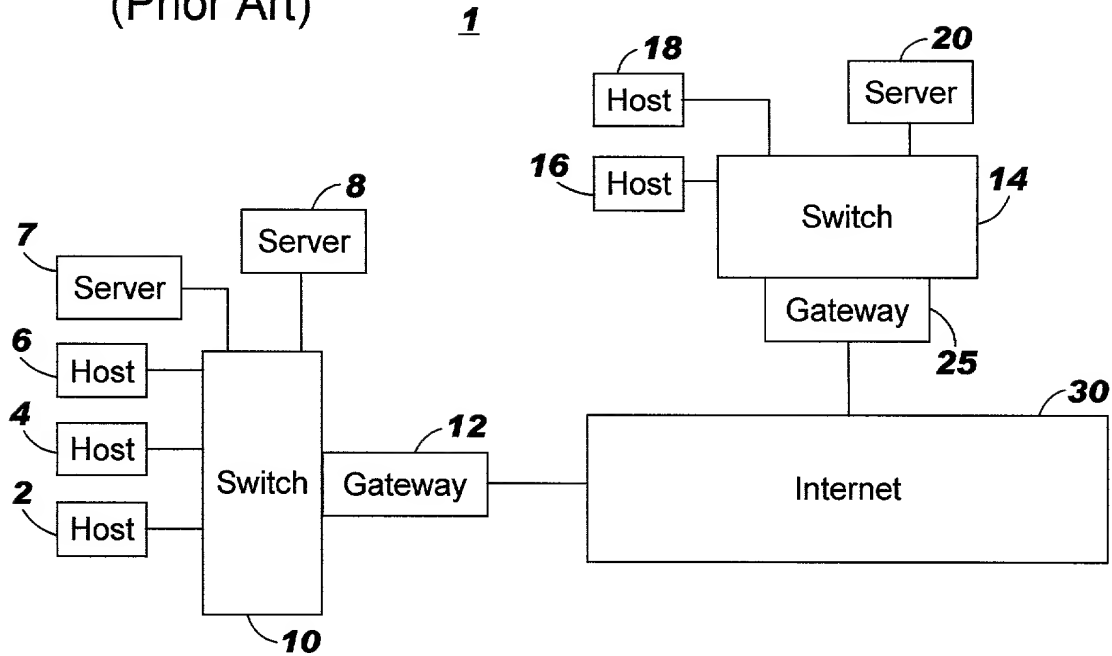 (Prior Art)
1
18
Host
20
Server
16
Host
14
Switch
Gateway
25
8
Server
7
Server
6
Host
4
Host
2
Host
Switch
10
12
Gateway
30
Internet